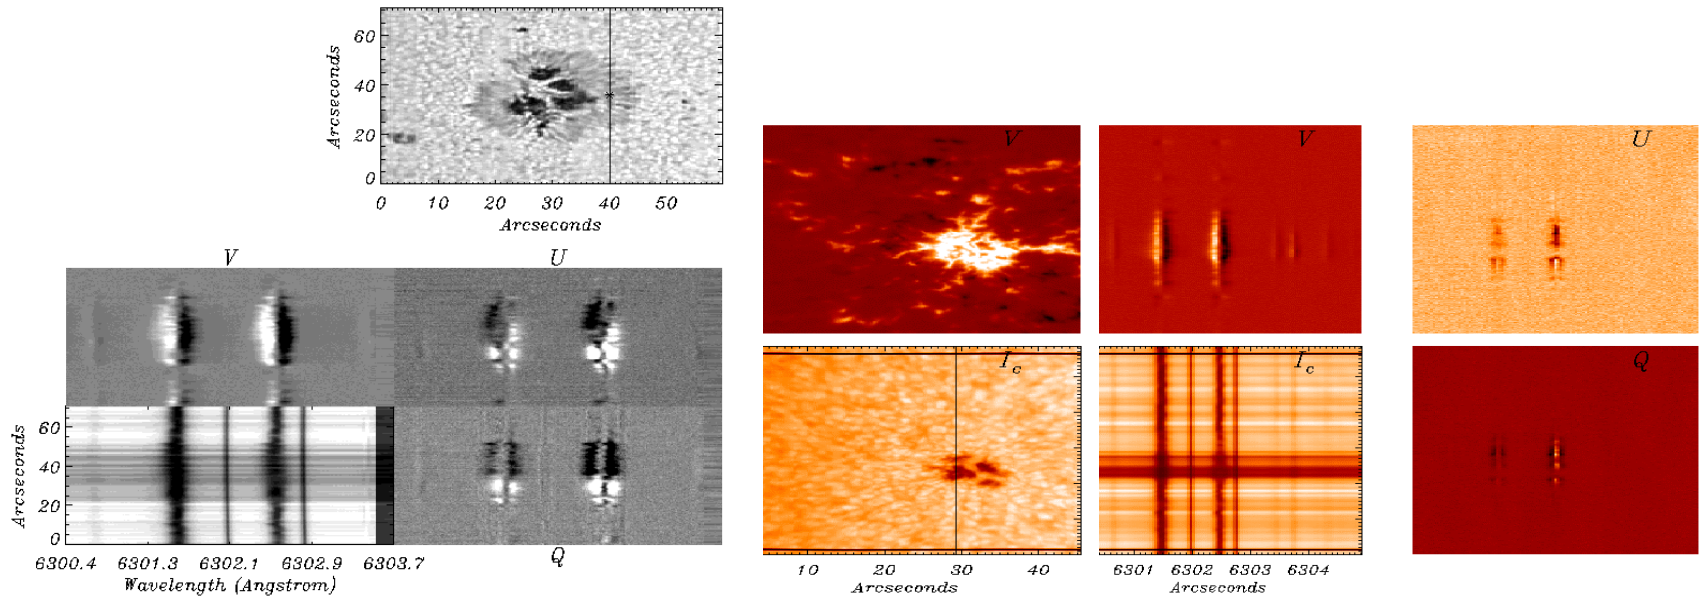 60
40
20
0
Arcseconds
0 10 20 30 40 50
Arcseconds
V U
60
40
20
0
Arcseconds
6300.4 6301.3 6302.1 6302.9 6303.7
Wavelength (Angstrom)
Q
V V U
I c I c Q
10 20 30 40
Arcseconds
6301 6302 6303 6304
Arcseconds